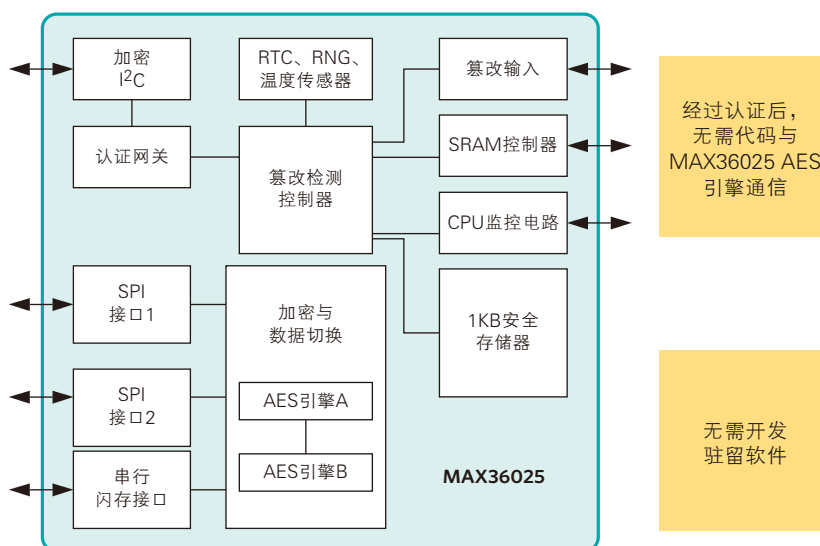 加密
I²C
RTC、RNG、
温度传感器
篡改输入
认证网关
篡改检测
控制器
SRAM控制器
CPU监控电路
SPI
接口1
加密与
数据切换
1KB安全
存储器
SPI
接口2
AES引擎A
AES引擎B
串行
闪存接口
MAX36025
经过认证后，
无需代码与
MAX36025 AES
引擎通信
无需开发
驻留软件